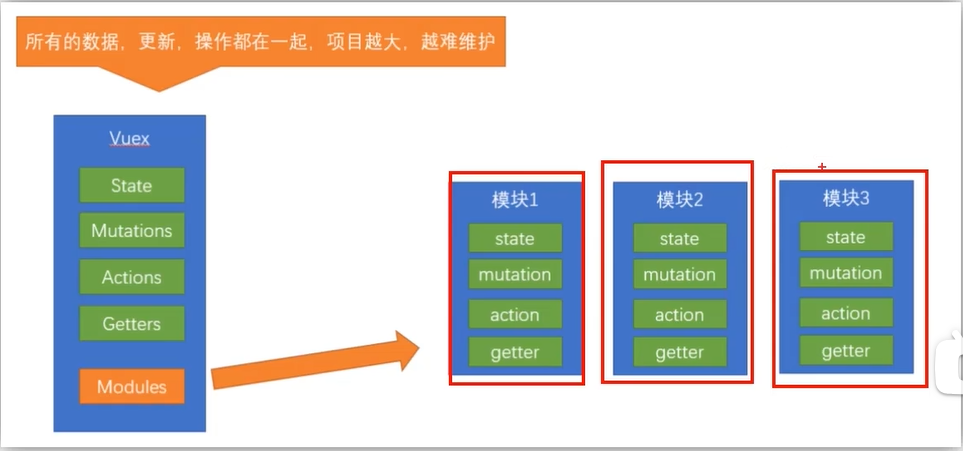 所有的数据，更新，操作都在一起，项目越大，越难维护
Vuex
State
Mutations
Actions
Getters
Modules
模块1
state
mutation
action
getter
模块2
state
mutation
action
getter
模块3
state
mutation
action
getter